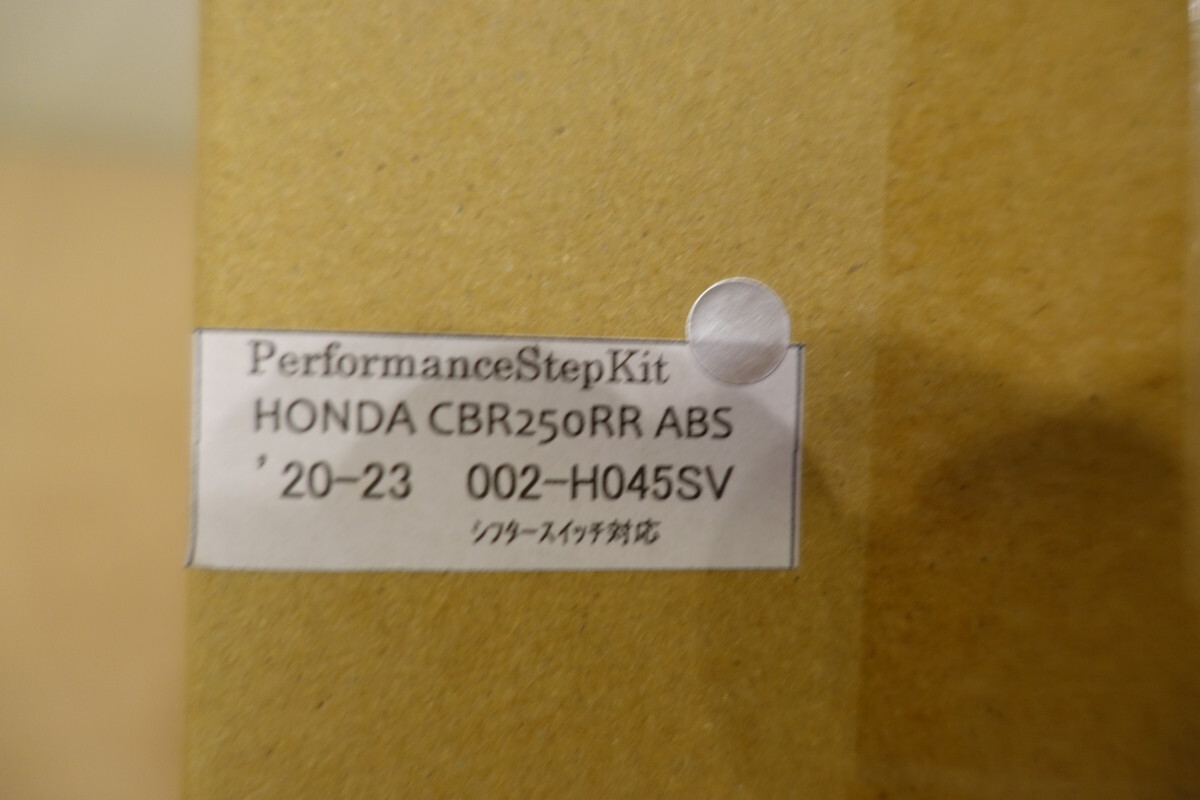 PerformanceStepKit
HONDA CBR250RR ABS
’20-23 002-H045SV
ｼﾌﾀｰｽｲｯﾁ対応